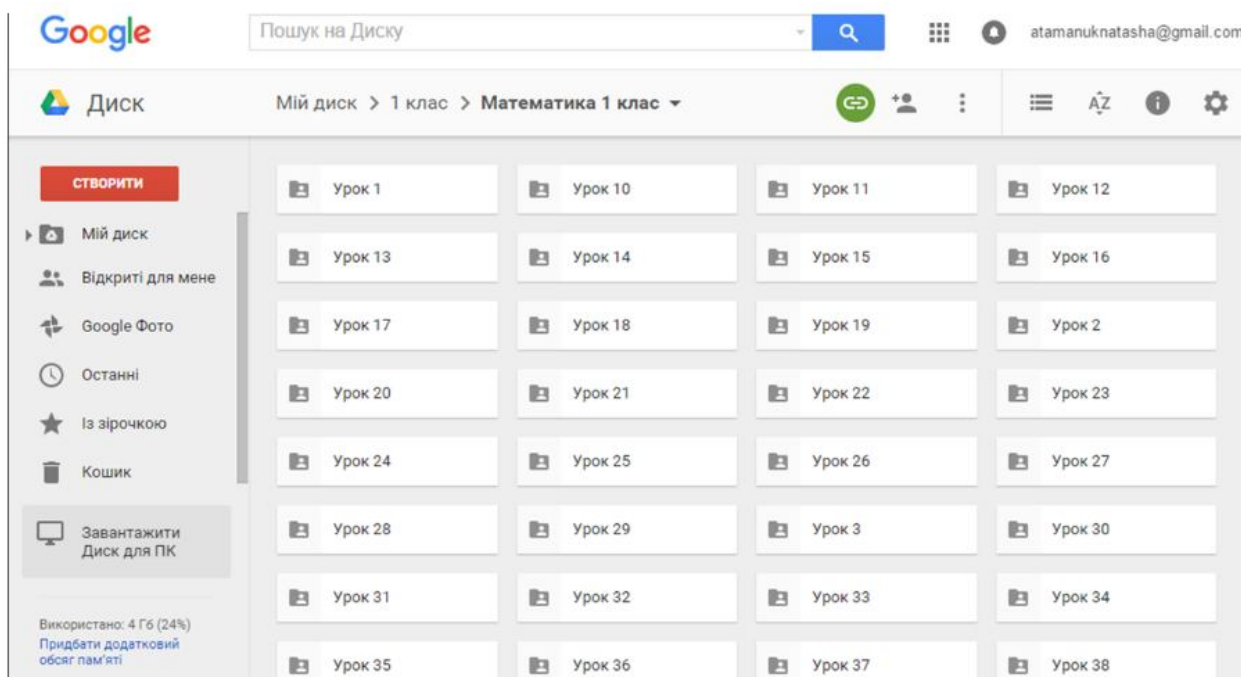 Google
Пошук на Диску
atamanuknatasha@gmail.com
Диск
Мій диск > 1 клас > Математика 1 клас
AZ
СТВОРИТИ
Мій диск
Відкриті для мене
Google Фото
Останні
Із зірочкою
Кошик
Завантажити
Диск для ПК
Використано: 4 Гб (24%)
Придбати додатковий
обсяг пам'яті
Урок 1 Урок 10 Урок 11 Урок 12
Урок 13 Урок 14 Урок 15 Урок 16
Урок 17 Урок 18 Урок 19 Урок 2
Урок 20 Урок 21 Урок 22 Урок 23
Урок 24 Урок 25 Урок 26 Урок 27
Урок 28 Урок 29 Урок 3 Урок 30
Урок 31 Урок 32 Урок 33 Урок 34
Урок 35 Урок 36 Урок 37 Урок 38